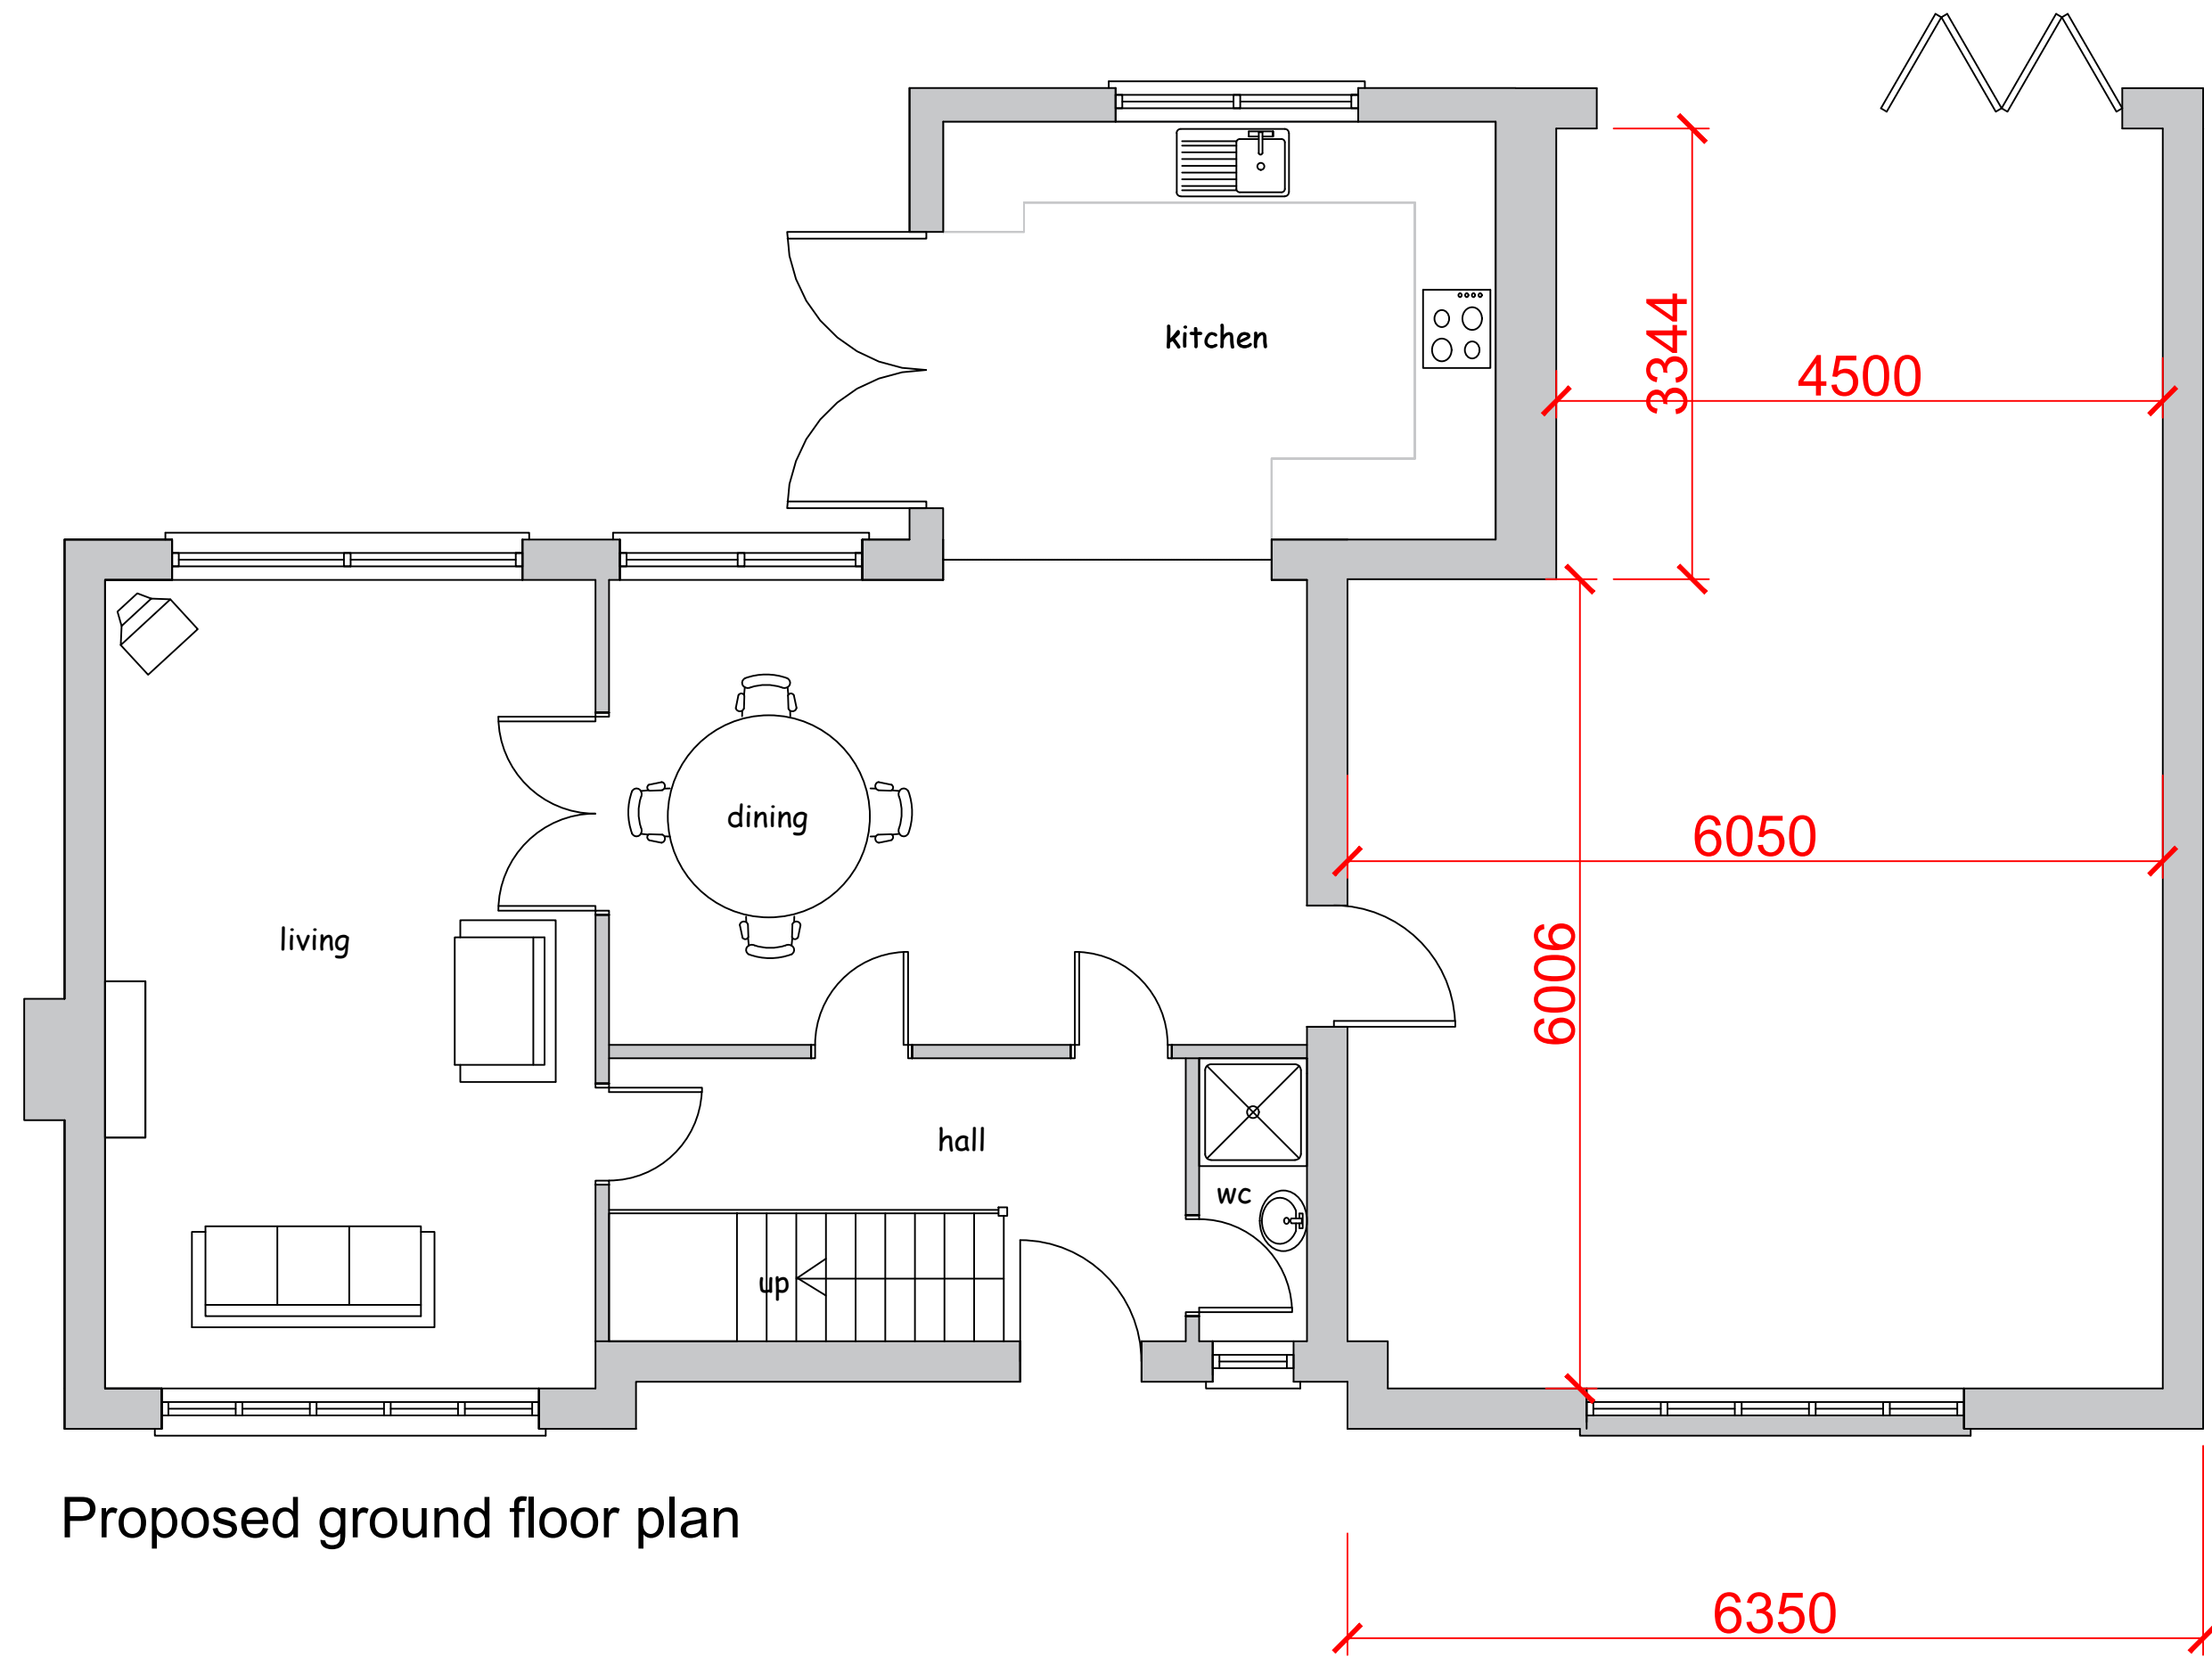 kitchen
3344
4500
dining
6050
living
6006
hall
wc
up
Proposed ground floor plan
6350